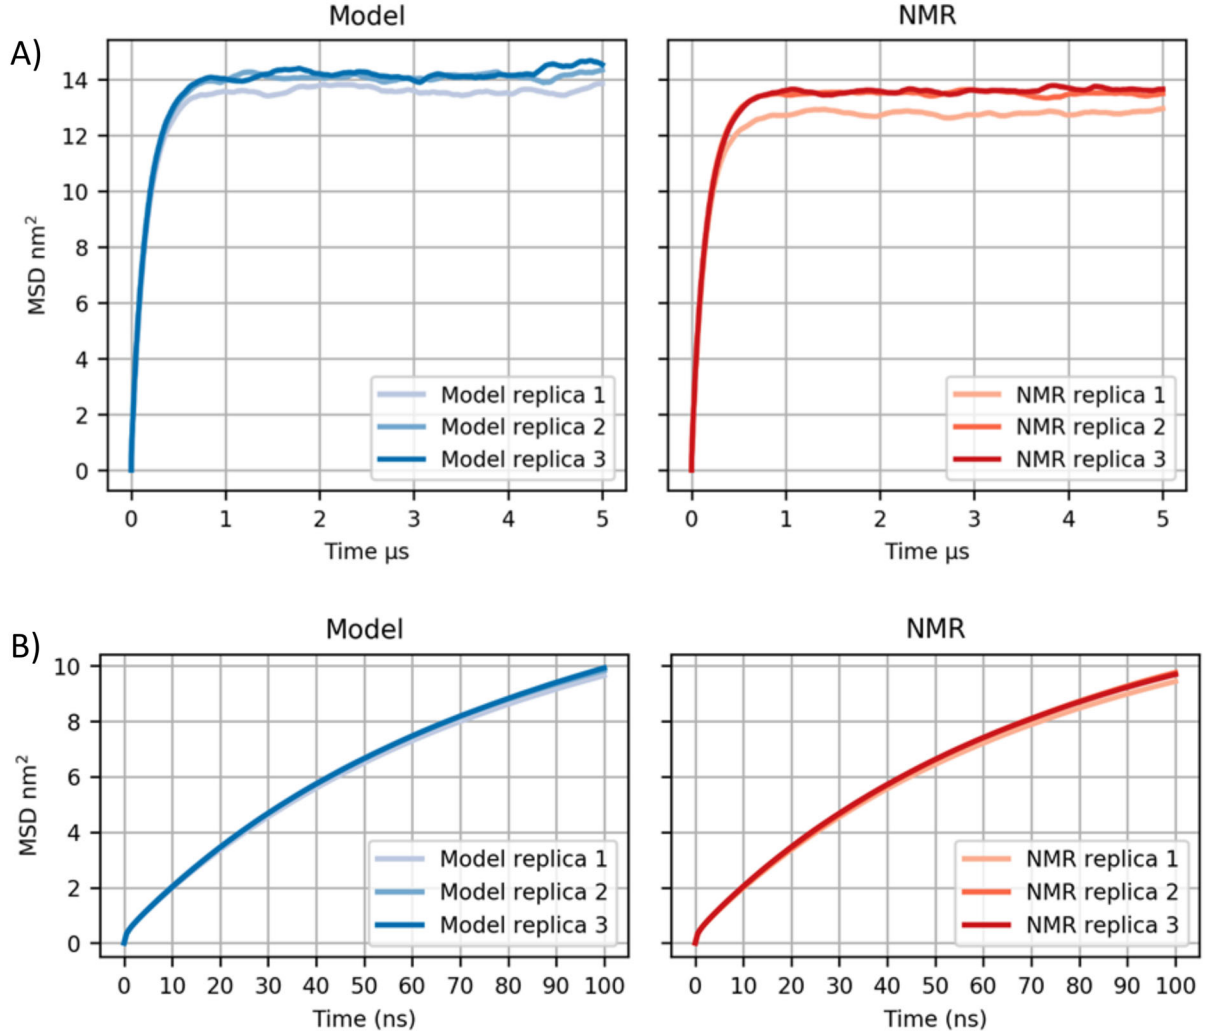 A)
Model
NMR
14
12
10
8
6
4
2
0
MSD nm²
Model replica 1
Model replica 2
Model replica 3
NMR replica 1
NMR replica 2
NMR replica 3
0 1 2 3 4 5
0 1 2 3 4 5
Time μs
Time μs
B)
Model
NMR
10
8
6
4
2
0
MSD nm²
Model replica 1
Model replica 2
Model replica 3
NMR replica 1
NMR replica 2
NMR replica 3
0 10 20 30 40 50 60 70 80 90 100
0 10 20 30 40 50 60 70 80 90 100
Time (ns)
Time (ns)